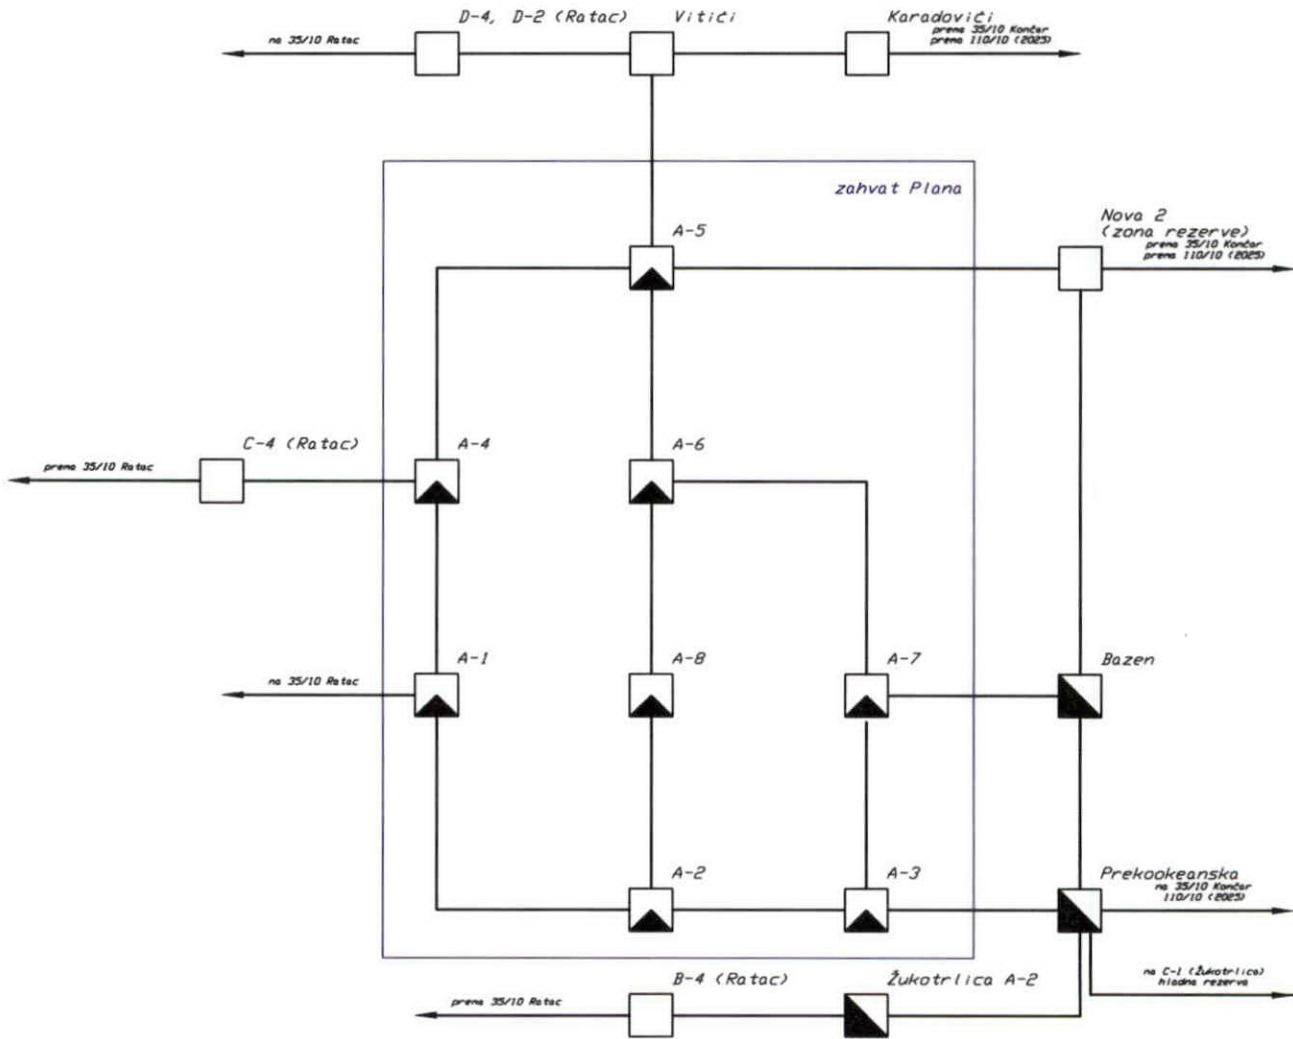 D-4, D-2 (Ratac)
Vitići
Karadovići
na 35/10 Ratac
prema 35/10 Končar
prema 110/10 (2025)
zahvat Plana
A-5
Nova 2
(zona rezerve)
prema 35/10 Končar
prema 110/10 (2025)
C-4 (Ratac)
A-4
A-6
prema 35/10 Ratac
A-1
A-8
A-7
Bazen
na 35/10 Ratac
A-2
A-3
Prekookeanska
na 35/10 Končar
110/10 (2025)
B-4 (Ratac)
Žukotrlica A-2
na C-1 (Žukotrlica)
hladna rezerva
prema 35/10 Ratac